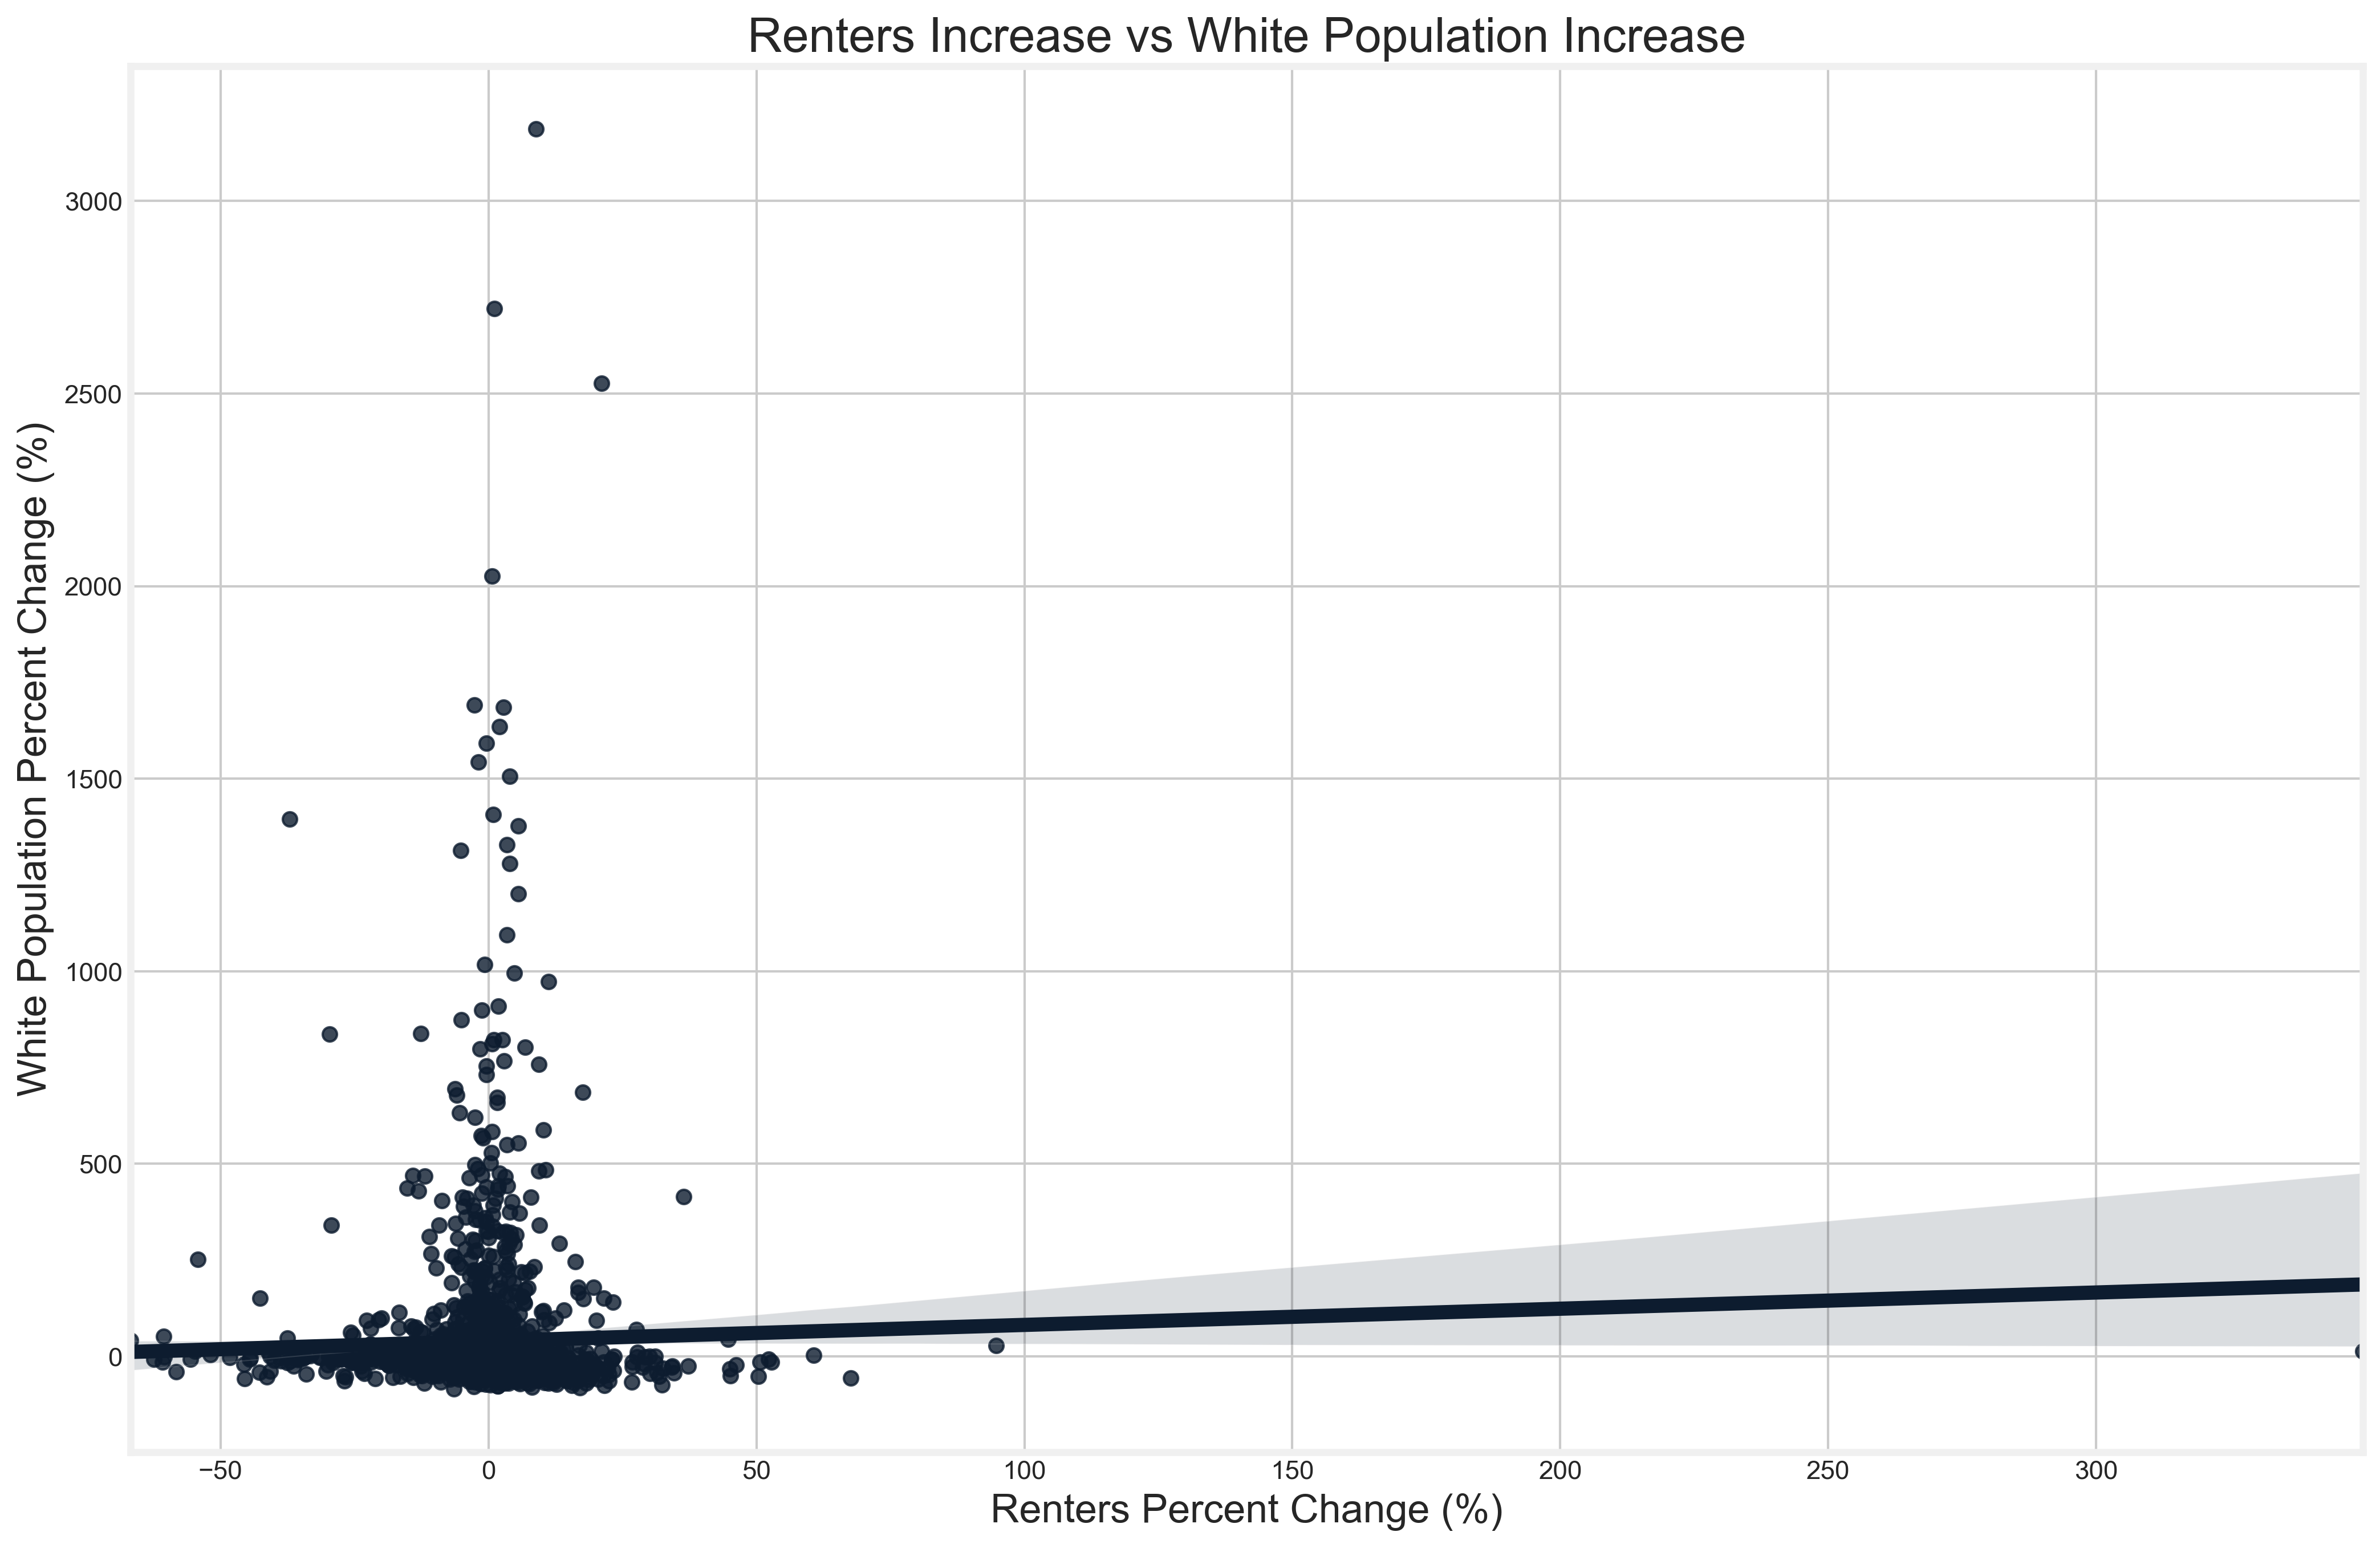 Renters Increase vs White Population Increase
White Population Percent Change (%)
3000
2500
2000
1500
1000
500
0
−50 0 50 100 150 200 250 300
Renters Percent Change (%)